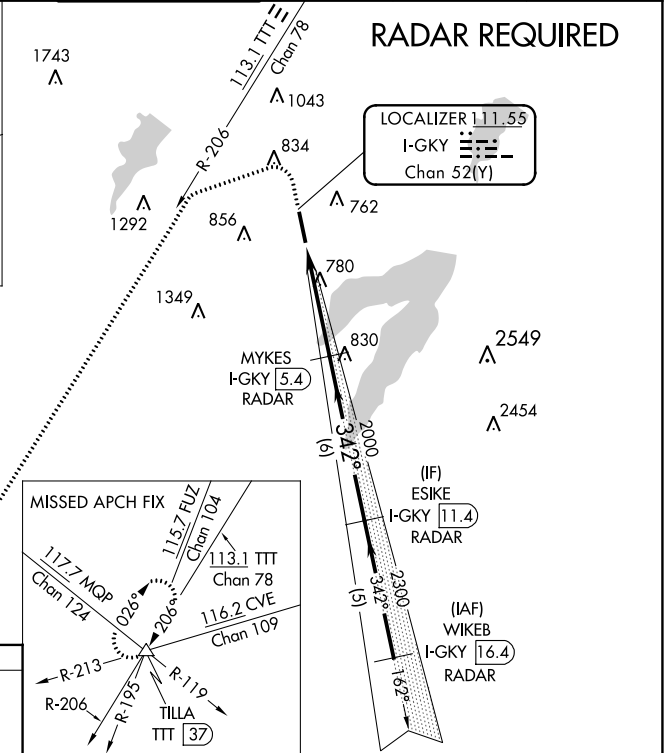 RADAR REQUIRED
1743
113.1 TTT
Chan 78
R-206
1043
834
LOCALIZER 111.55
I-GKY
Chan 52(Y)
1292
856
762
1349
780
830
2549
2454
MYKES
I-GKY 5.4
RADAR
2000
342°
(6)
(IF)
ESIKE
I-GKY 11.4
RADAR
2300
342°
(5)
(IAF)
WIKEB
I-GKY 16.4
RADAR
162°
MISSED APCH FIX
115.7 FUZ
Chan 104
113.1 TTT
Chan 78
117.7 MQP
Chan 124
116.2 CVE
Chan 109
026°
206°
R-213
R-206
R-195
R-119
TILLA
TTT 37